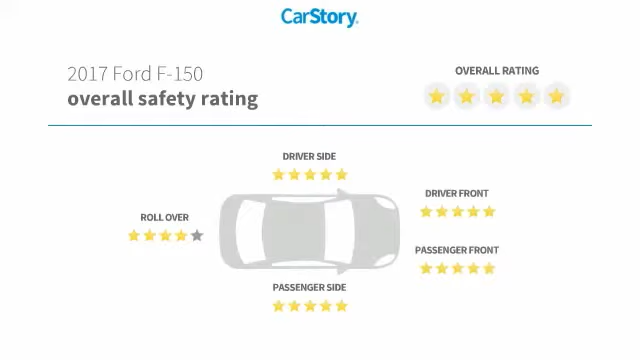 CarStory
2017 Ford F-150
overall safety rating
OVERALL RATING
DRIVER SIDE
DRIVER FRONT
ROLL OVER
PASSENGER FRONT
PASSENGER SIDE